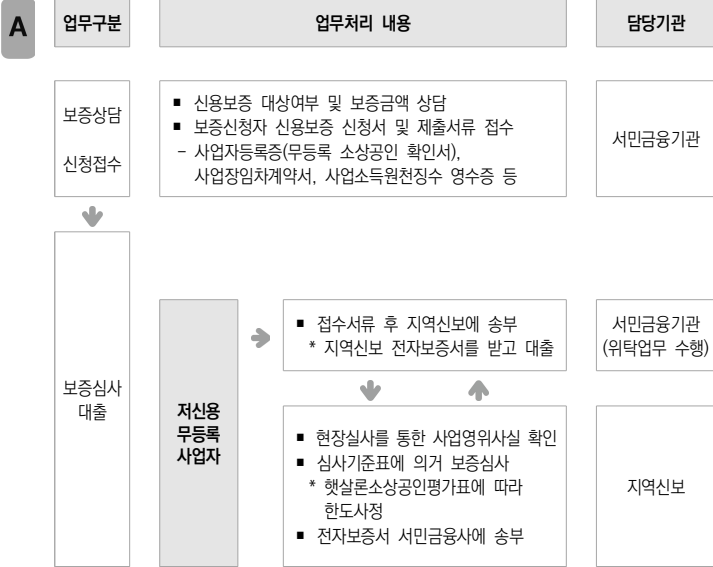 A
업무구분
업무처리 내용
담당기관
보증상담
신청접수
▪ 신용보증 대상여부 및 보증금액 상담
▪ 보증신청자 신용보증 신청서 및 제출서류 접수
- 사업자등록증(무등록 소상공인 확인서),
사업장임차계약서, 사업소득원천징수 영수증 등
서민금융기관
보증심사
대출
저신용
무등록
사업자
▪ 접수서류 후 지역신보에 송부
* 지역신보 전자보증서를 받고 대출
서민금융기관
(위탁업무 수행)
▪ 현장실사를 통한 사업영위사실 확인
▪ 심사기준표에 의거 보증심사
* 햇살론소상공인평가표에 따라
한도사정
▪ 전자보증서 서민금융사에 송부
지역신보